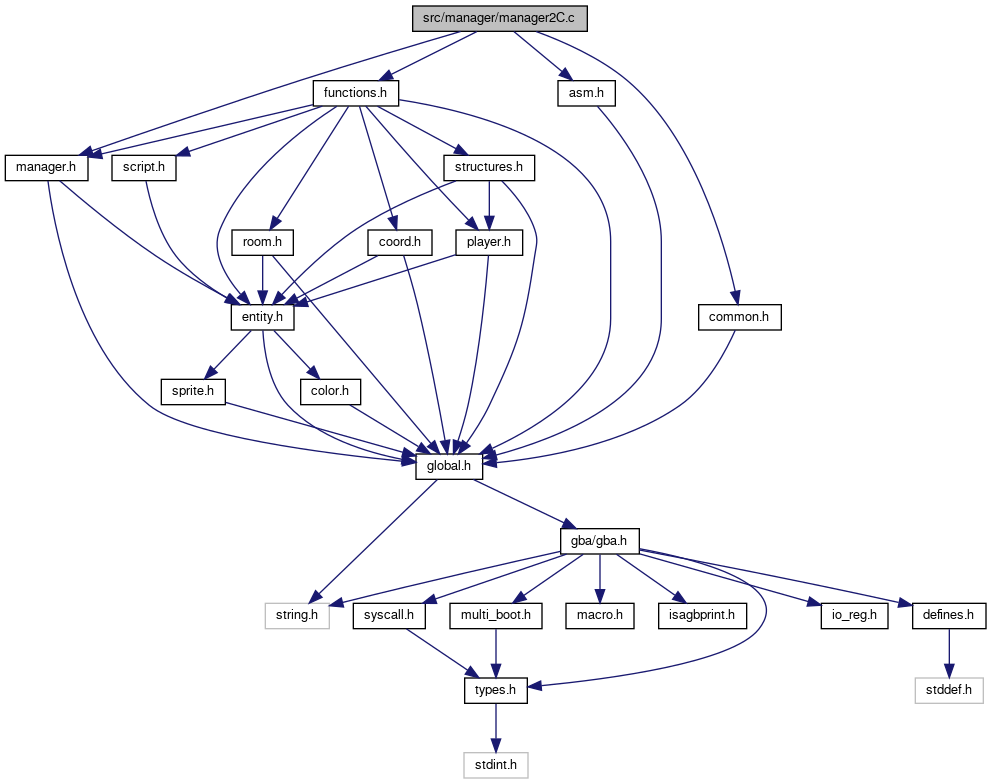 src/manager/manager2C.c
functions.h
asm.h
manager.h
script.h
structures.h
room.h
coord.h
player.h
entity.h
common.h
sprite.h
color.h
global.h
gba/gba.h
string.h
syscall.h
multi_boot.h
macro.h
isagbprint.h
io_reg.h
defines.h
types.h
stddef.h
stdint.h